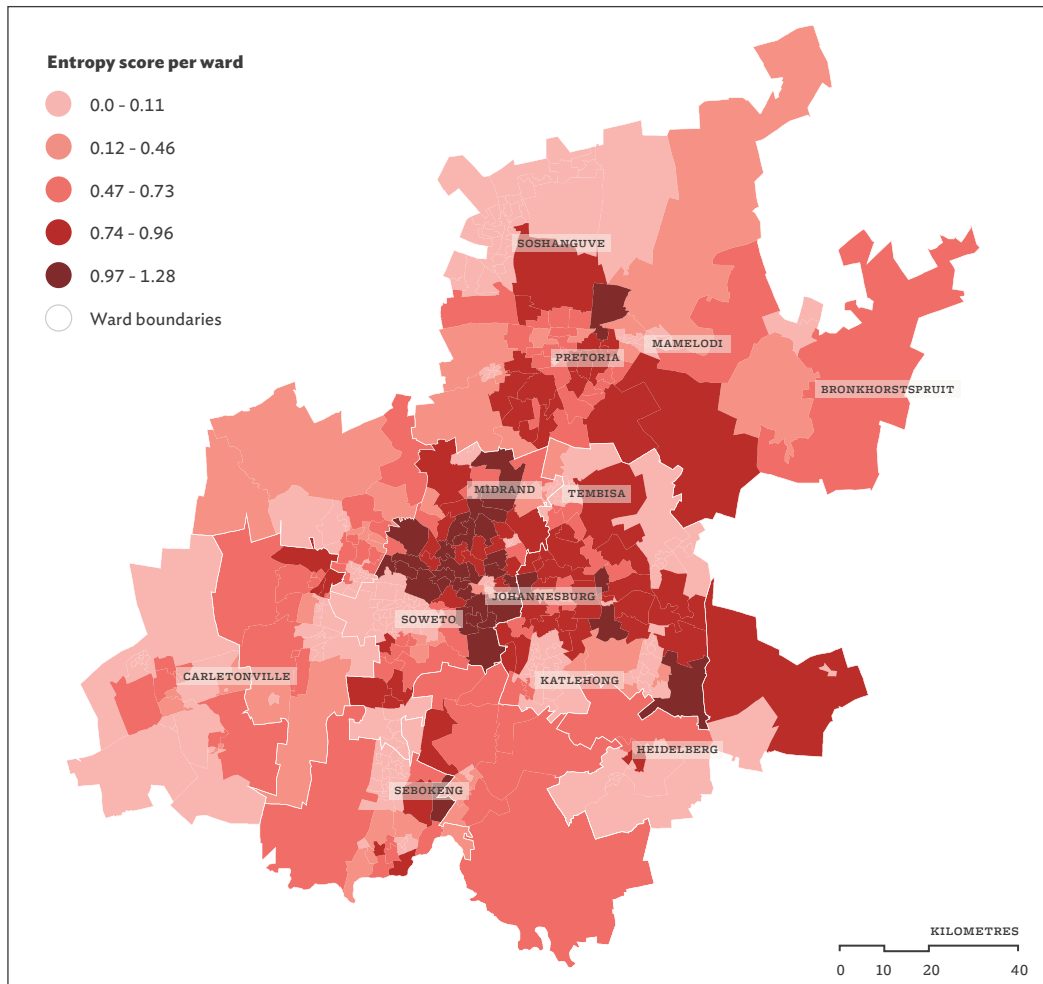 Entropy score per ward
0.0 - 0.11
0.12 - 0.46
0.47 - 0.73
0.74 - 0.96
0.97 - 1.28
Ward boundaries
SOSHANGUVE
PRETORIA
MAMELODI
BRONKHORSTSPRUIT
MIDRAND
TEMBISA
JOHANNESBURG
SOWETO
CARLETONVILLE
KATLEHONG
HEIDELBERG
SEBOKENG
KILOMETRES
0 10 20 40